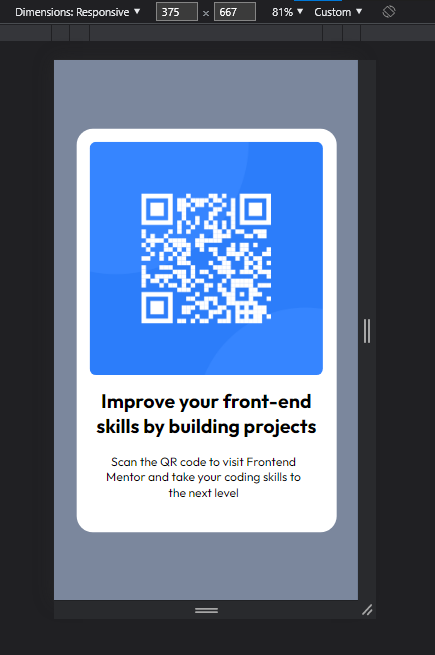 Dimensions: Responsive ▼ 375 × 667 81% ▼ Custom ▼
Improve your front-end
skills by building projects
Scan the QR code to visit Frontend
Mentor and take your coding skills to
the next level